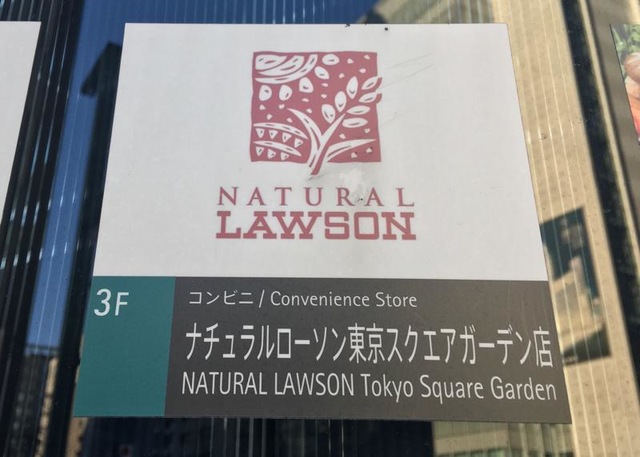 NATURAL
LAWSON
3F
コンビニ / Convenience Store
ナチュラルローソン東京スクエアガーデン店
NATURAL LAWSON Tokyo Square Garden